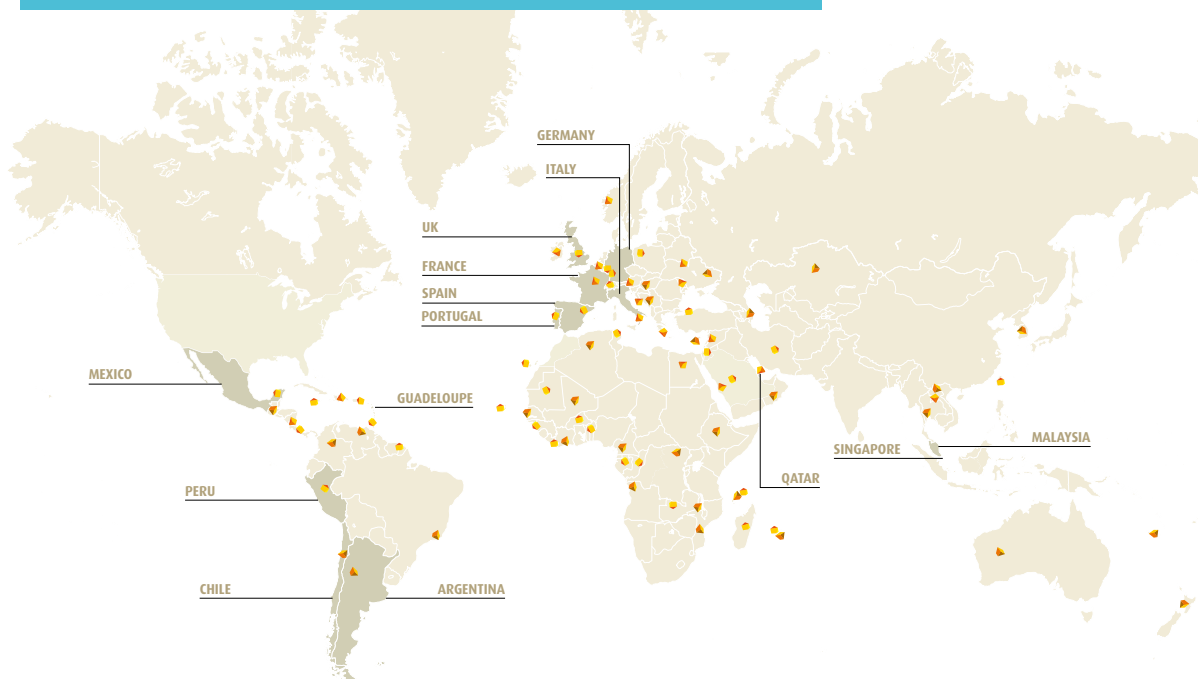 GERMANY
ITALY
UK
FRANCE
SPAIN
PORTUGAL
MEXICO
GUADELOUPE
MALAYSIA
SINGAPORE
QATAR
PERU
CHILE
ARGENTINA